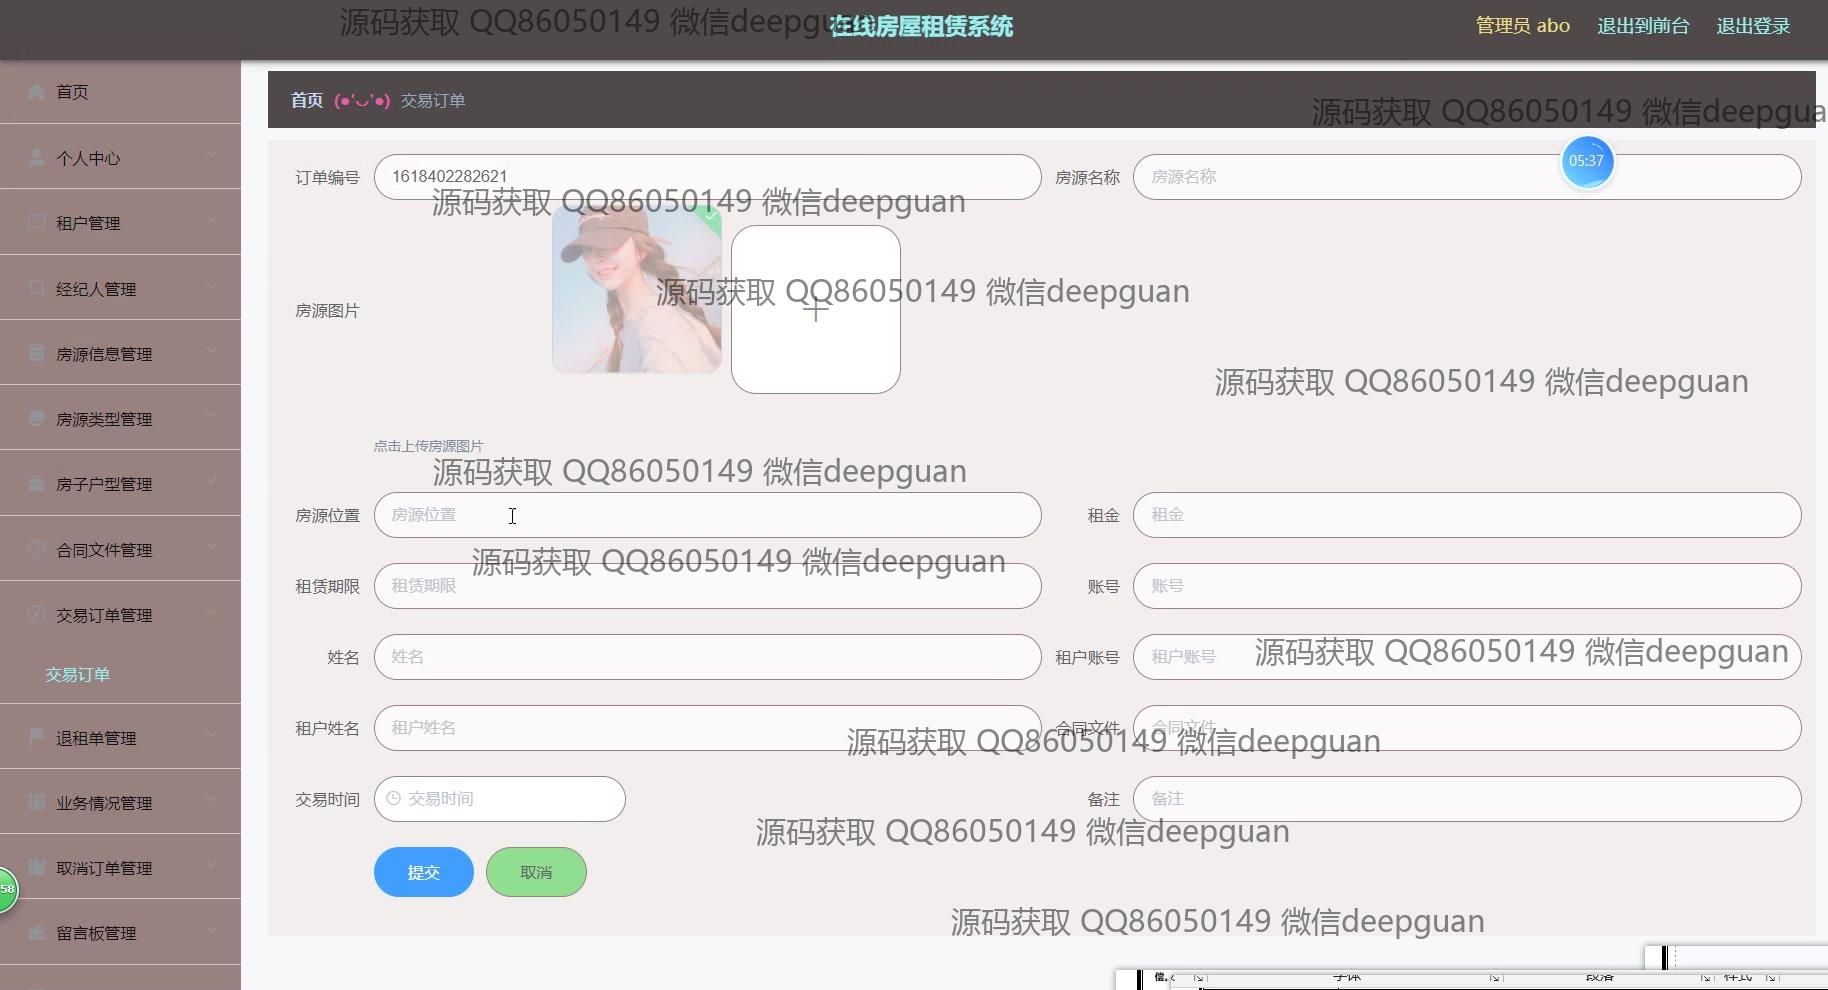 源码获取 QQ86050149 微信deepguan
在线房屋租赁系统
管理员 abo
退出到前台
退出登录
首页
个人中心
租户管理
经纪人管理
房源信息管理
房源类型管理
房子户型管理
合同文件管理
交易订单管理
交易订单
退租单管理
业务情况管理
取消订单管理
留言板管理
58
首页 (●'◡'●) 交易订单
源码获取 QQ86050149 微信deepgua
05:37
订单编号 1618402282621
房源名称 房源名称
源码获取 QQ86050149 微信deepguan
房源图片
源码获取 QQ86050149 微信deepguan
源码获取 QQ86050149 微信deepguan
点击上传房源图片
源码获取 QQ86050149 微信deepguan
房源位置 房源位置
租金 租金
源码获取 QQ86050149 微信deepguan
租赁期限 租赁期限
账号 账号
姓名 姓名
租户账号 租户账号
源码获取 QQ86050149 微信deepguan
租户姓名 租户姓名
合同文件 合同文件
源码获取 QQ86050149 微信deepguan
交易时间 交易时间
备注 备注
源码获取 QQ86050149 微信deepguan
提交
取消
源码获取 QQ86050149 微信deepguan
字体
段落
样式